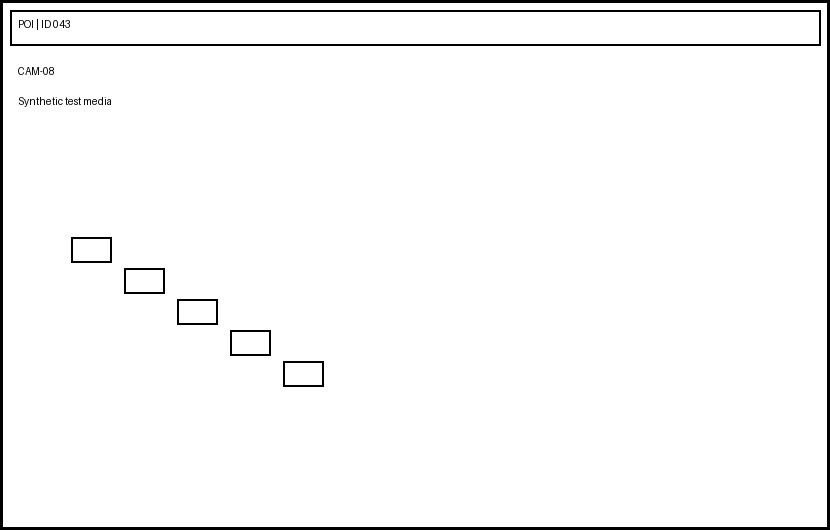 POI | ID 043
CAM-08
Synthetic test media